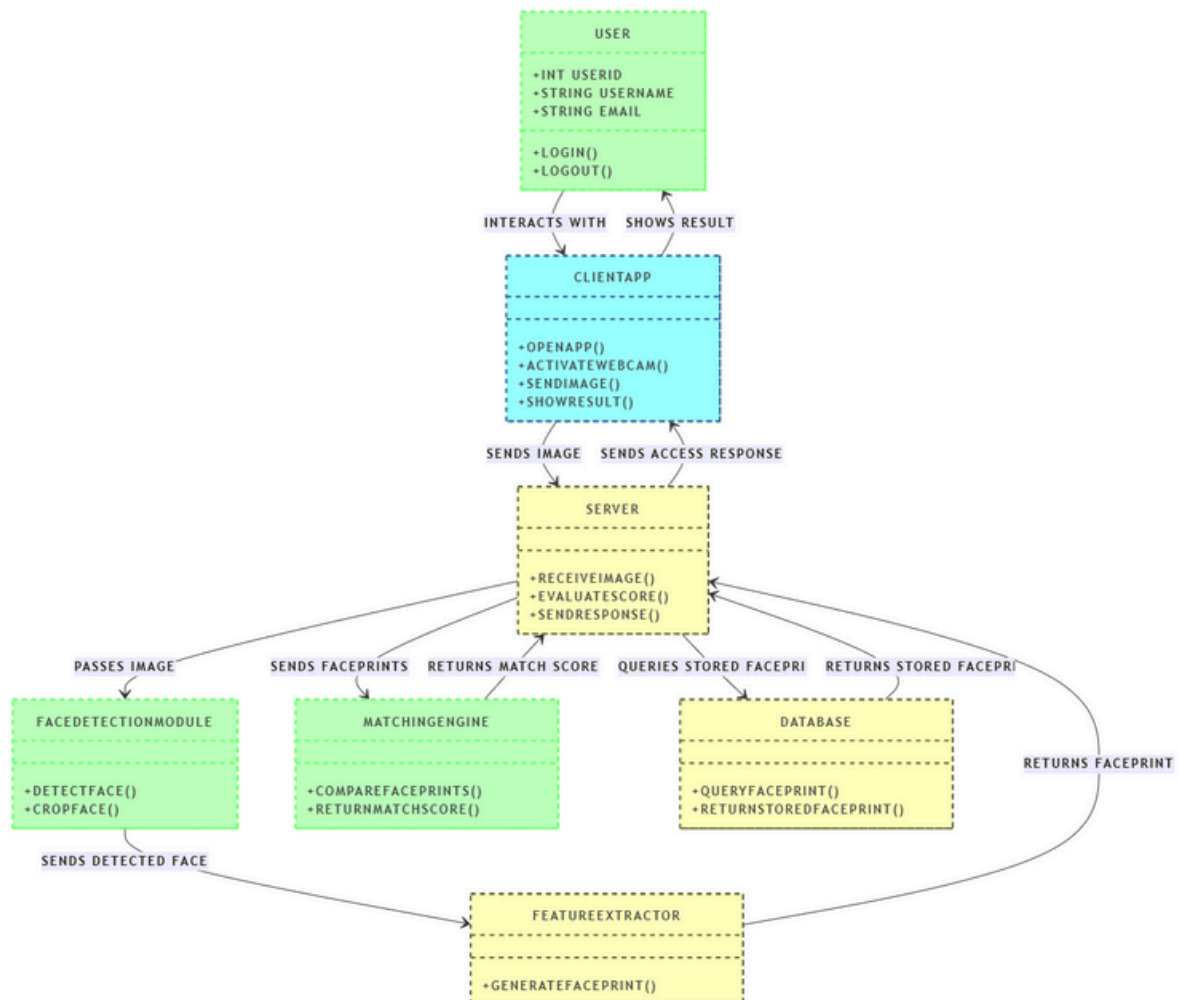 USER
+INT USERID
+STRING USERNAME
+STRING EMAIL
+LOGIN()
+LOGOUT()
INTERACTS WITH
SHOWS RESULT
CLIENTAPP
+OPENAPP()
+ACTIVATEWEBCAM()
+SENDIMAGE()
+SHOWRESULT()
SENDS IMAGE
SENDS ACCESS RESPONSE
SERVER
+RECEIVEIMAGE()
+EVALUATESCORE()
+SENDRESPONSE()
PASSES IMAGE
SENDS FACEPRINTS
RETURNS MATCH SCORE
QUERIES STORED FACEPRI
RETURNS STORED FACEPRI
FACEDETECTIONMODULE
+DETECTFACE()
+CROPFACE()
MATCHINGENGINE
+COMPAREFACEPRINTS()
+RETURNMATCHSCORE()
DATABASE
+QUERYFACEPRINT()
+RETURNSTOREDFACEPRINT()
RETURNS FACEPRINT
SENDS DETECTED FACE
FEATUREEXTRACTOR
+GENERATEFACEPRINT()